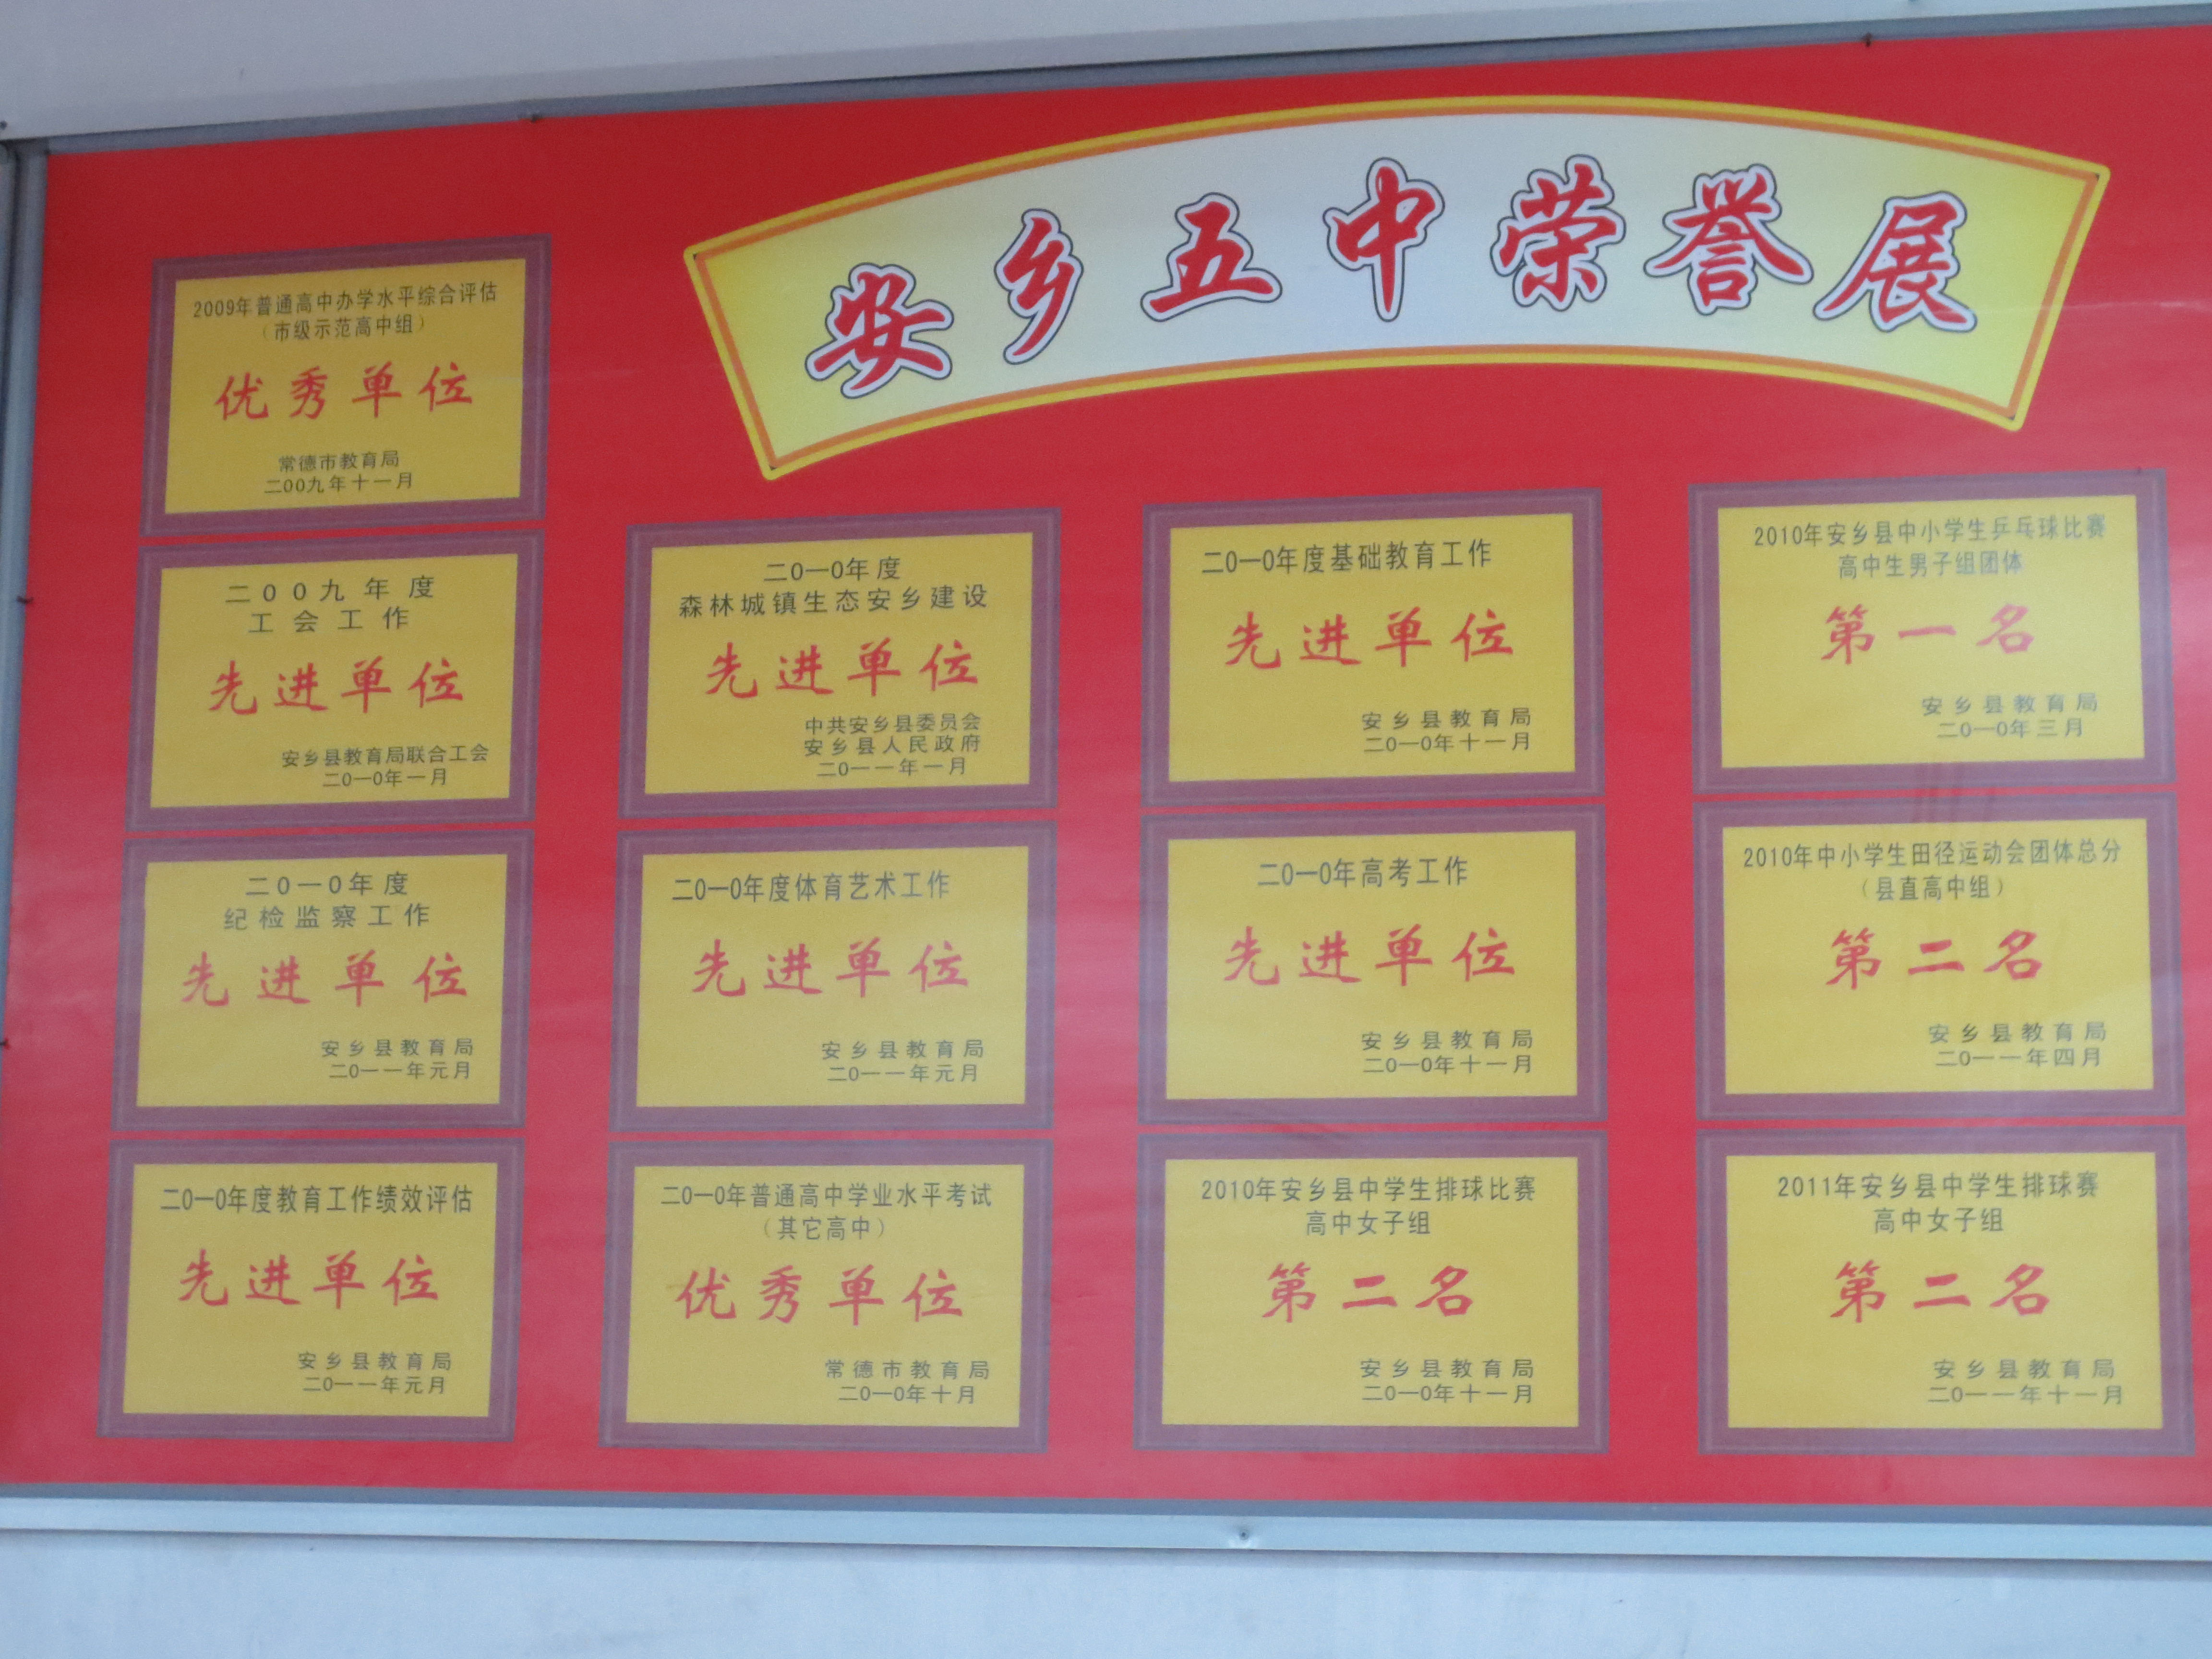 安乡五中荣誉展
2009年普通高中办学水平综合评估
（市级示范高中组）
优秀单位
常德市教育局
二00九年十一月
二00九年度
工会工作
先进单位
安乡县教育局联合工会
二0一0年一月
二0一0年度
纪检监察工作
先进单位
安乡县教育局
二0一一年元月
二0一0年度教育工作绩效评估
先进单位
安乡县教育局
二0一一年元月
二0一0年度
森林城镇生态安乡建设
先进单位
中共安乡县委员会
安乡县人民政府
二0一一年一月
二0一0年度体育艺术工作
先进单位
安乡县教育局
二0一一年元月
二0一0年普通高中学业水平考试
（其它高中）
优秀单位
常德市教育局
二0一0年十月
二0一0年度基础教育工作
先进单位
安乡县教育局
二0一0年十一月
二0一0年高考工作
先进单位
安乡县教育局
二0一0年十一月
2010年安乡县中学生排球比赛
高中女子组
第二名
安乡县教育局
二0一0年十一月
2010年安乡县中小学生乒乓球比赛
高中生男子组团体
第一名
安乡县教育局
二0一0年三月
2010年中小学生田径运动会团体总分
（县直高中组）
第二名
安乡县教育局
二0一一年四月
2011年安乡县中学生排球赛
高中女子组
第二名
安乡县教育局
二0一一年十一月